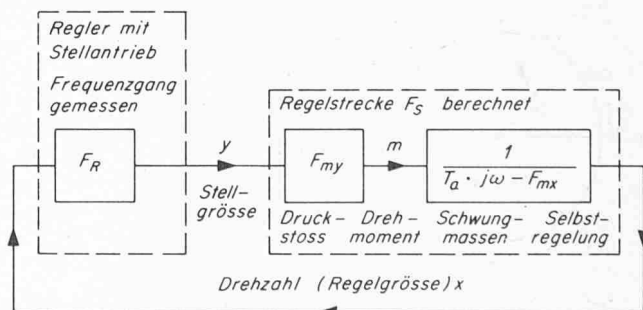 Regler mit
Stellantrieb
Frequenzgang
gemessen
F_R
y
Stell-
grösse
Regelstrecke F_S berechnet
F_my
m
1
T_a · jω – F_mx
Druck-
stoss
Dreh-
moment
Schwung-
massen
Selbst-
regelung
Drehzahl (Regelgrösse) x